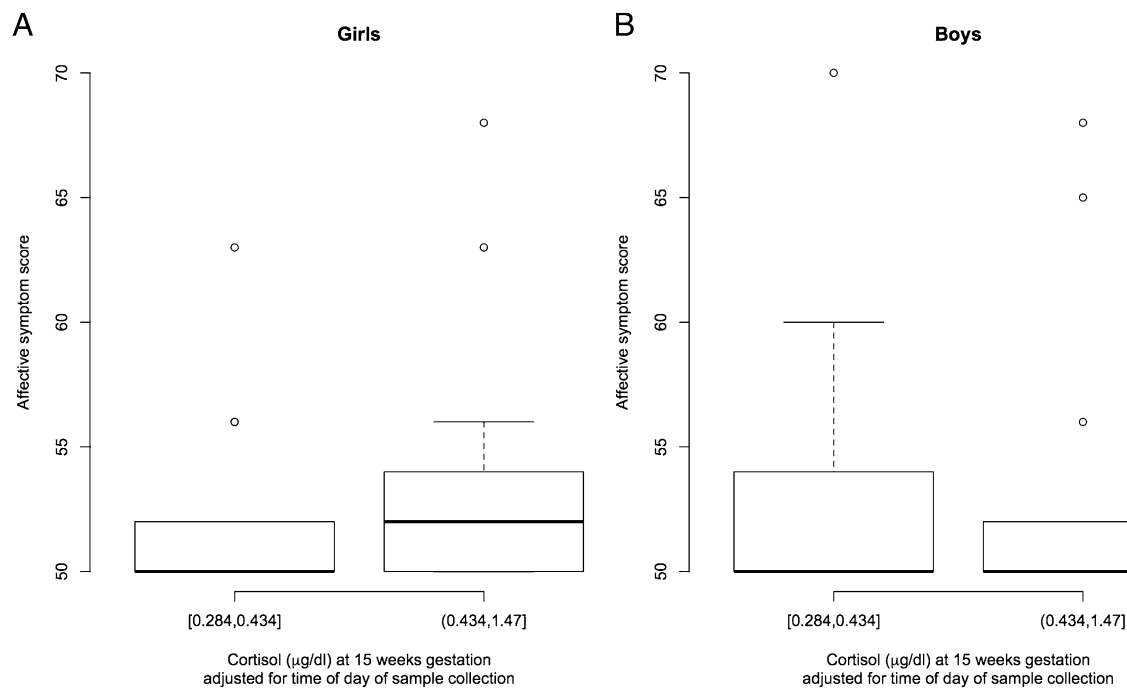 A
Girls
70
65
60
55
50
Affective symptom score
[0.284,0.434]
(0.434,1.47]
Cortisol (µg/dl) at 15 weeks gestation
adjusted for time of day of sample collection
B
Boys
70
65
60
55
50
Affective symptom score
[0.284,0.434]
(0.434,1.47]
Cortisol (µg/dl) at 15 weeks gestation
adjusted for time of day of sample collection